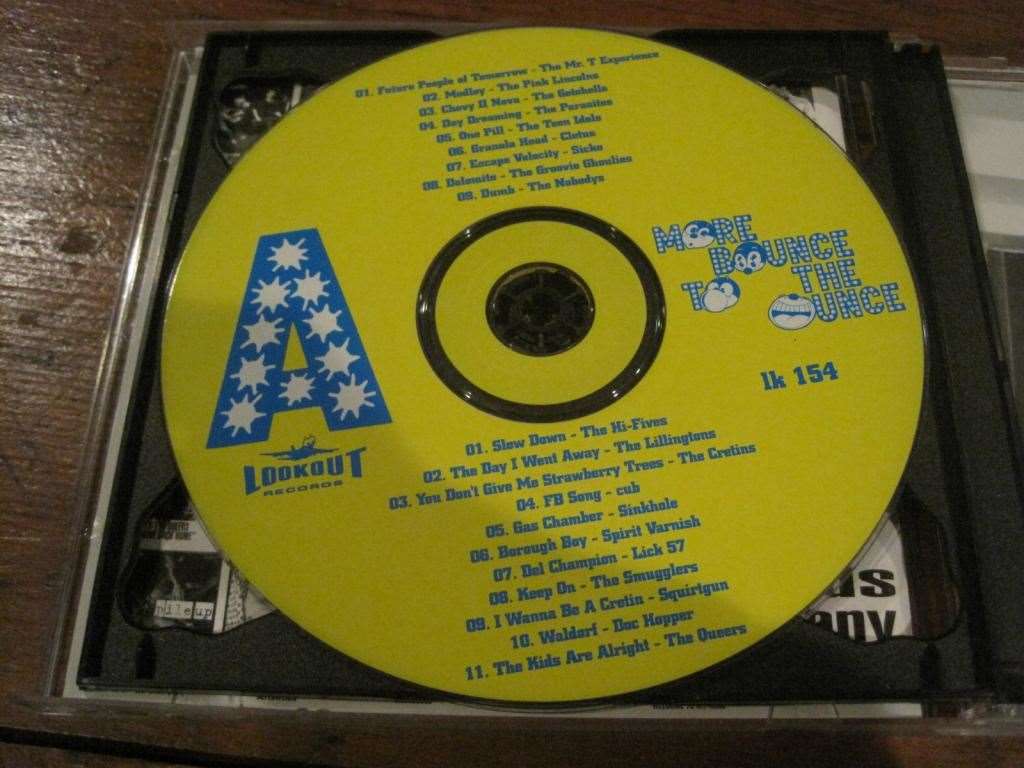 01. Future People of Tomorrow - The Mr. T Experience
02. Medley - The Pink Lincolns
03. Chevy II Nova - The Gotohells
04. Day Dreaming - The Parasites
05. One Pill - The Teen Idols
06. Granola Head - Cletus
07. Escape Velocity - Sicko
08. Dolomite - The Groovie Ghoulies
09. Dumb - The Nobodys
MORE
BOUNCE
TO THE
OUNCE
A
lk 154
LOOKOUT
RECORDS
01. Slow Down - The Hi-Fives
02. The Day I Went Away - The Lillingtons
03. You Don't Give Me Strawberry Trees - The Cretins
04. FB Song - cub
05. Gas Chamber - Sinkhole
06. Borough Boy - Spirit Varnish
07. Del Champion - Lick 57
08. Keep On - The Smugglers
09. I Wanna Be A Cretin - Squirtgun
10. Waldorf - Doc Hopper
11. The Kids Are Alright - The Queers
pile up